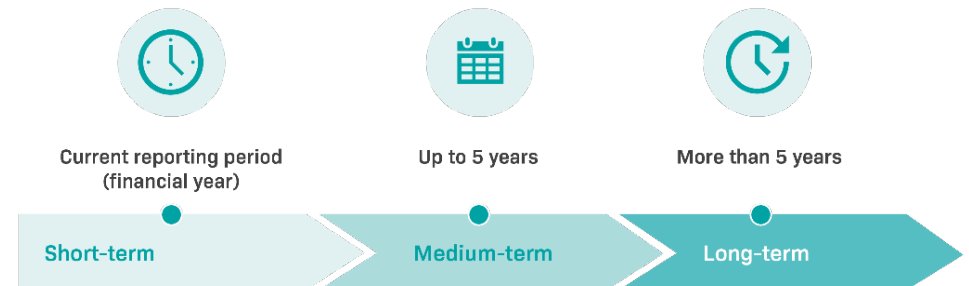 Current reporting period
(financial year)
Up to 5 years
More than 5 years
Short-term
Medium-term
Long-term